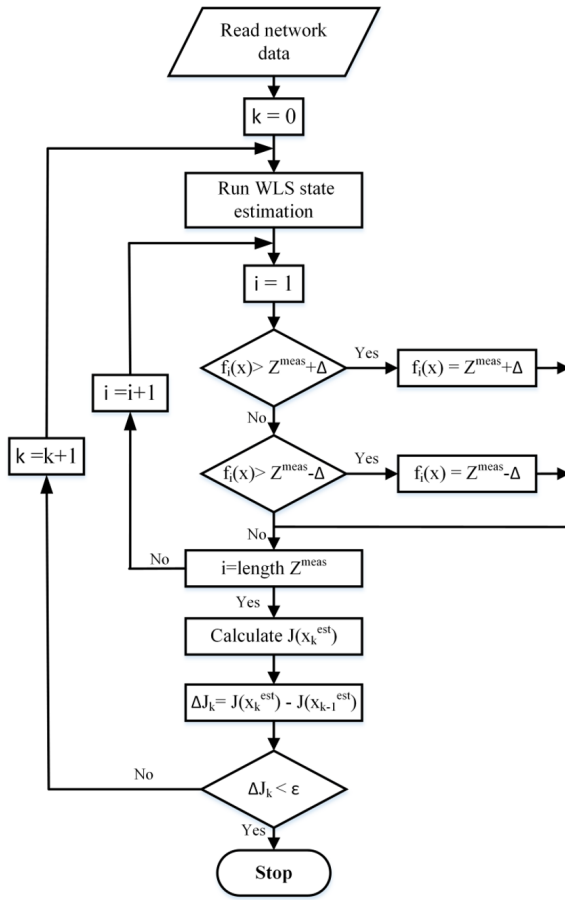 Read network
data
k = 0
Run WLS state
estimation
i = 1
fᵢ(x)> Zᵐᵉᵃˢ+Δ
Yes
fᵢ(x) = Zᵐᵉᵃˢ+Δ
i =i+1
No
k =k+1
fᵢ(x)> Zᵐᵉᵃˢ-Δ
Yes
fᵢ(x) = Zᵐᵉᵃˢ-Δ
No
No
i=length Zᵐᵉᵃˢ
Yes
Calculate J(xₖᵉˢᵗ)
ΔJₖ= J(xₖᵉˢᵗ) - J(xₖ₋₁ᵉˢᵗ)
No
ΔJₖ < ε
Yes
Stop